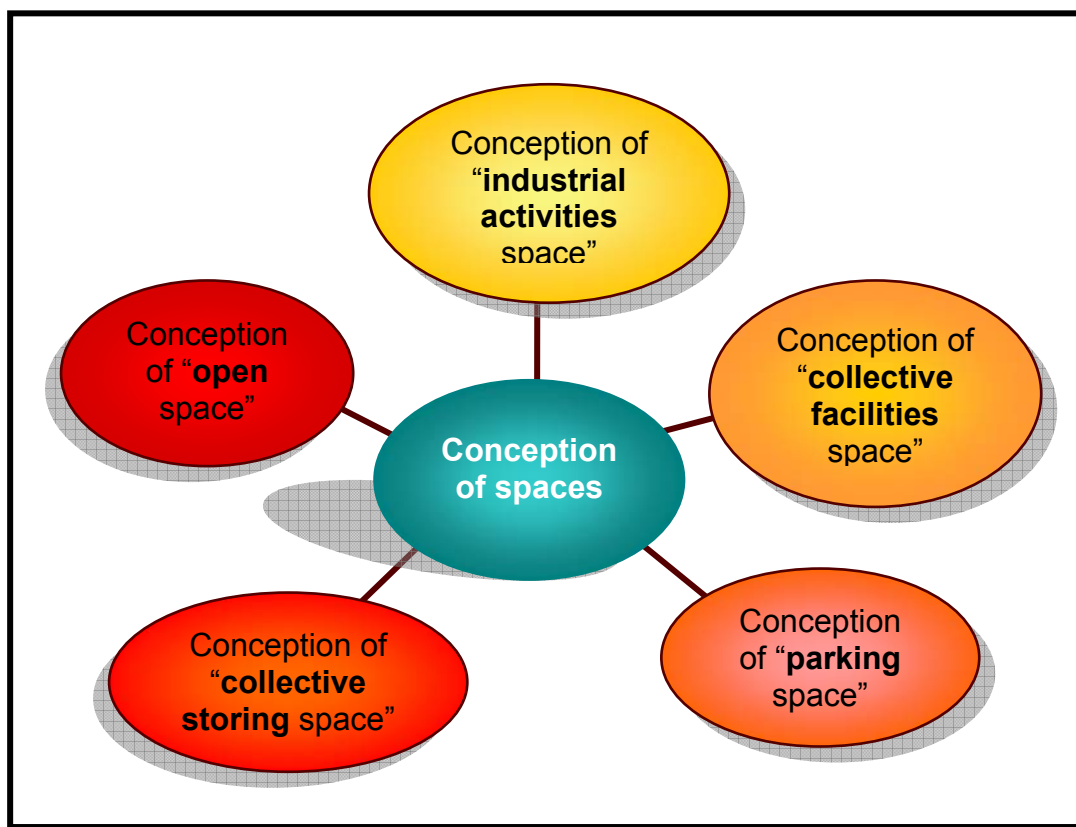 Conception of
“industrial
activities
space”
Conception
of “open
space”
Conception of
“collective
facilities
space”
Conception
of spaces
Conception of
“collective
storing space”
Conception
of “parking
space”